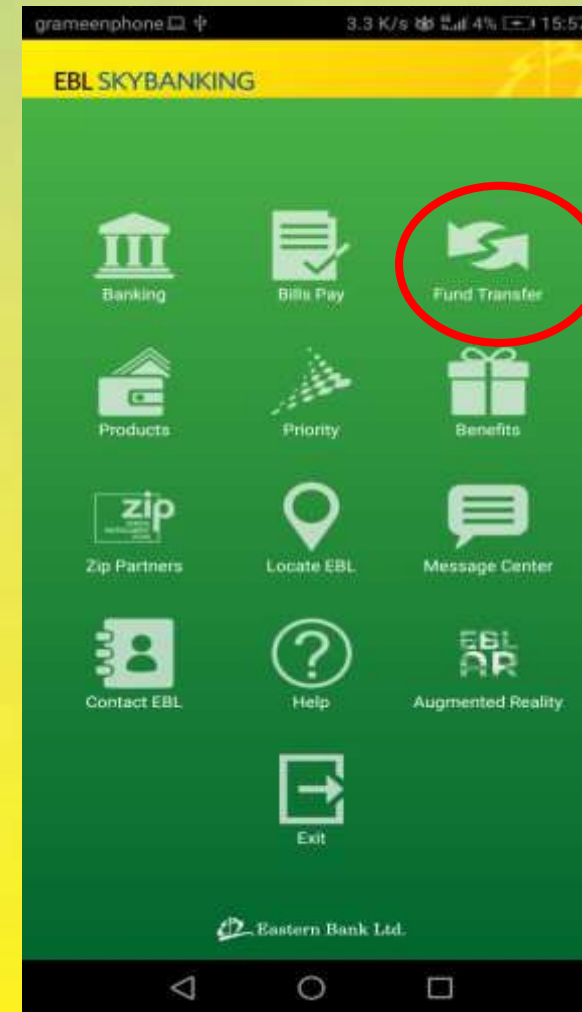 grameenphone 3.3 K/s 4% 15:57
EBL SKYBANKING
Banking Bills Pay Fund Transfer
Products Priority Benefits
zip
Zip Partners Locate EBL Message Center
EBL
AR
Contact EBL Help Augmented Reality
Exit
Eastern Bank Ltd.